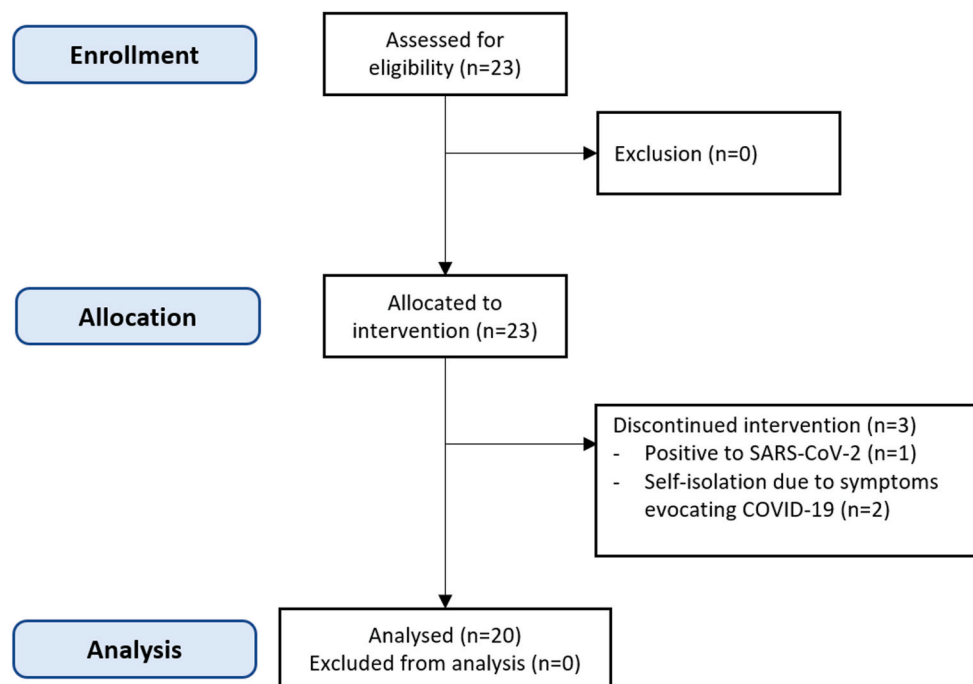 Enrollment
Assessed for
eligibility (n=23)
Exclusion (n=0)
Allocation
Allocated to
intervention (n=23)
Discontinued intervention (n=3)
- Positive to SARS-CoV-2 (n=1)
- Self-isolation due to symptoms
evocating COVID-19 (n=2)
Analysis
Analysed (n=20)
Excluded from analysis (n=0)